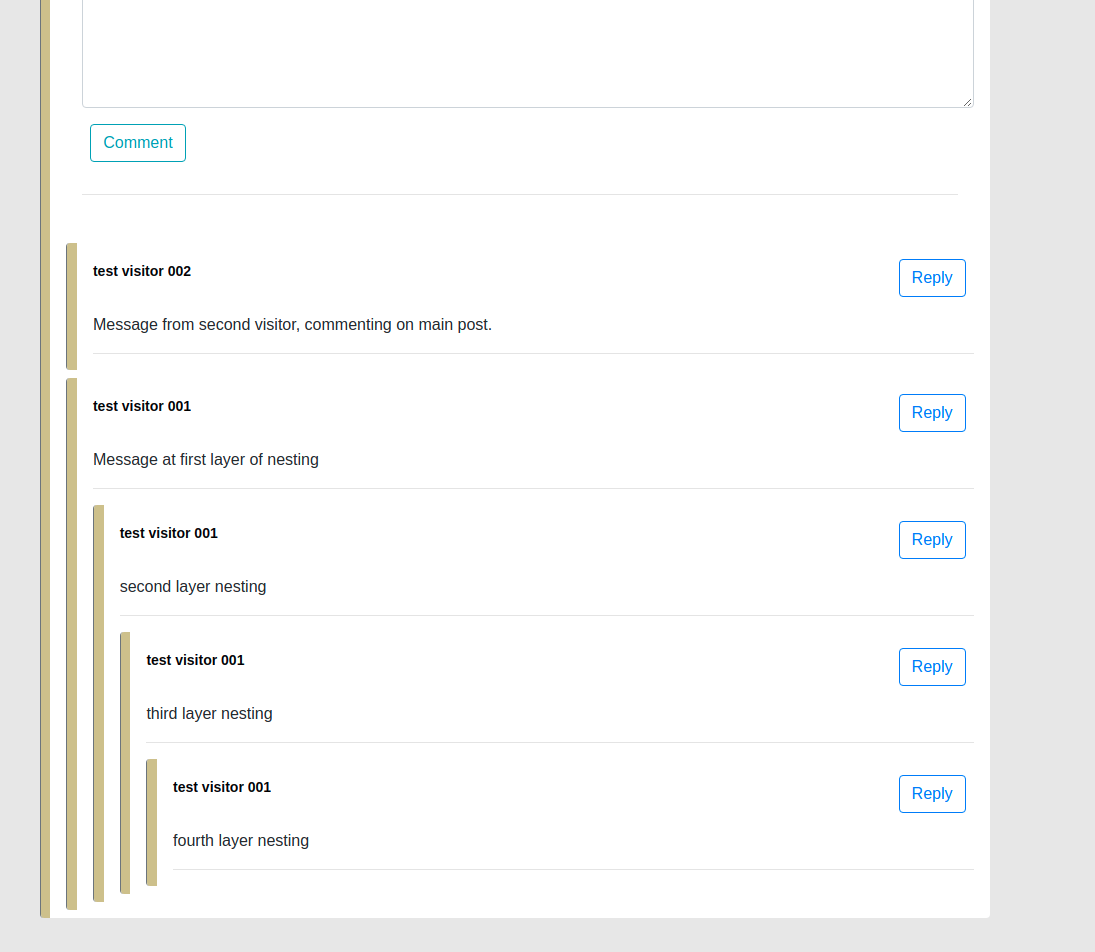 Comment
test visitor 002
Reply
Message from second visitor, commenting on main post.
test visitor 001
Reply
Message at first layer of nesting
test visitor 001
Reply
second layer nesting
test visitor 001
Reply
third layer nesting
test visitor 001
Reply
fourth layer nesting